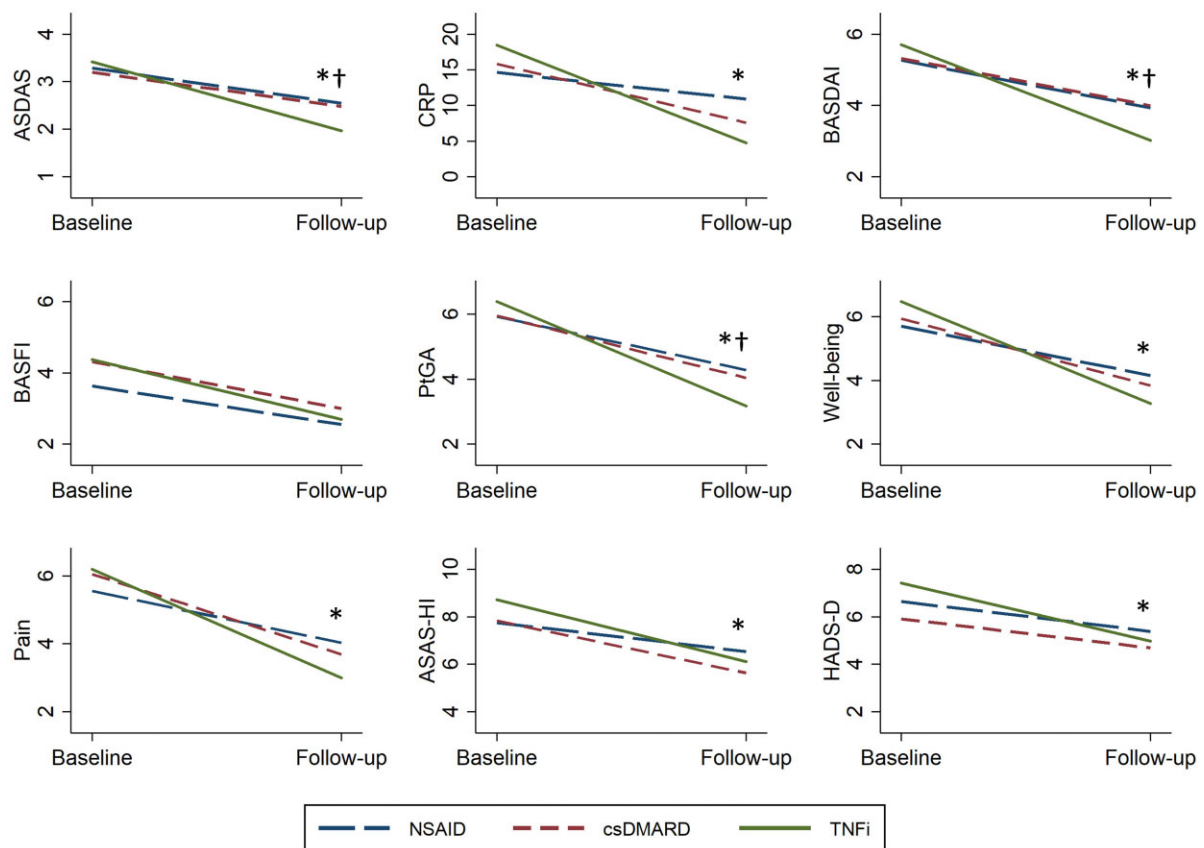 ASDAS
4
3
2
1
*†
Baseline
Follow-up
CRP
20
15
10
5
0
*
Baseline
Follow-up
BASDAI
6
4
2
*†
Baseline
Follow-up
BASFI
6
4
2
Baseline
Follow-up
PtGA
6
4
2
*†
Baseline
Follow-up
Well-being
6
4
2
*
Baseline
Follow-up
Pain
6
4
2
*
Baseline
Follow-up
ASAS-HI
10
8
6
4
*
Baseline
Follow-up
HADS-D
8
6
4
2
*
Baseline
Follow-up
NSAID
csDMARD
TNFi